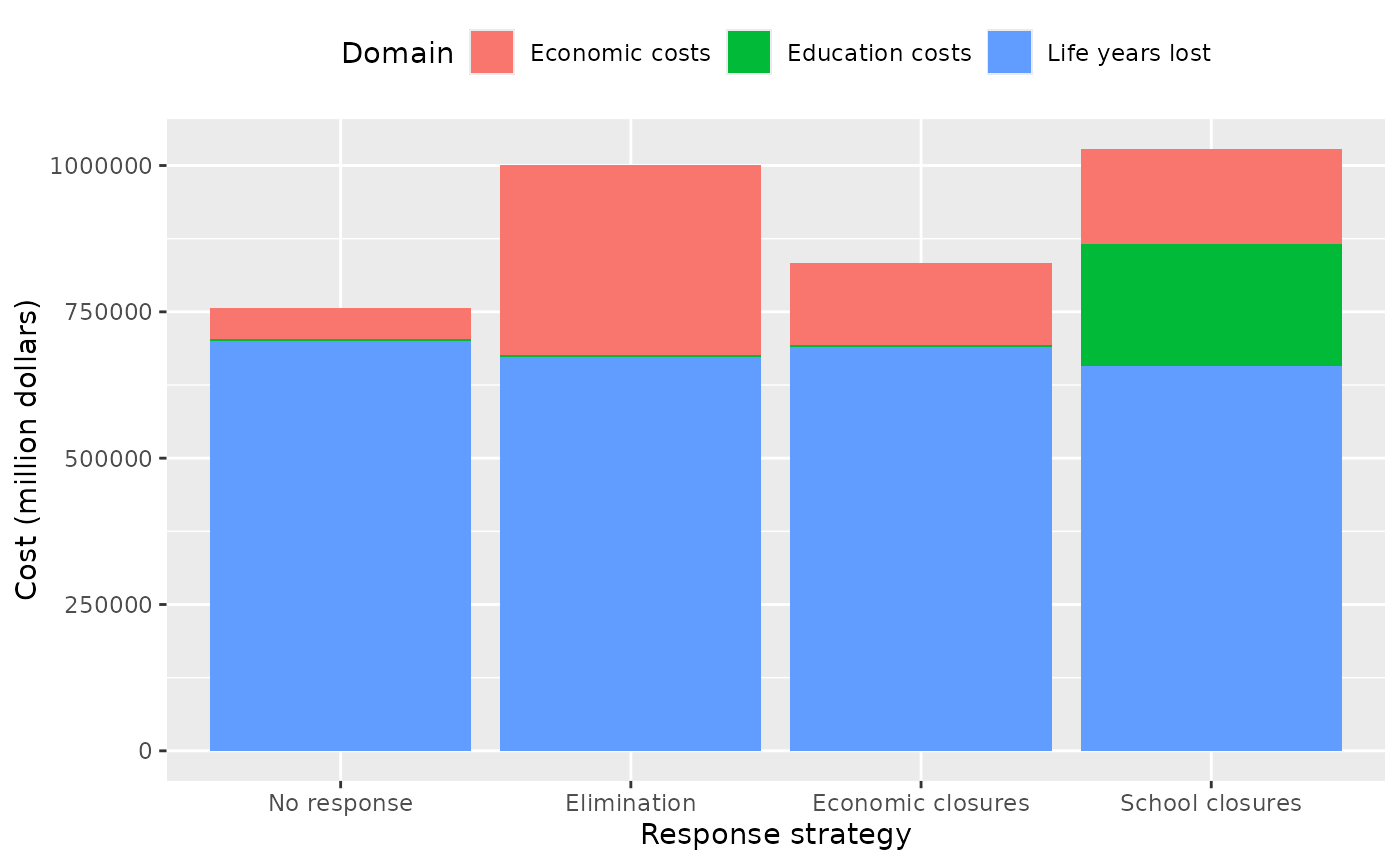 Domain Economic costs Education costs Life years lost
Cost (million dollars)
1000000
750000
500000
250000
0
No response Elimination Economic closures School closures
Response strategy